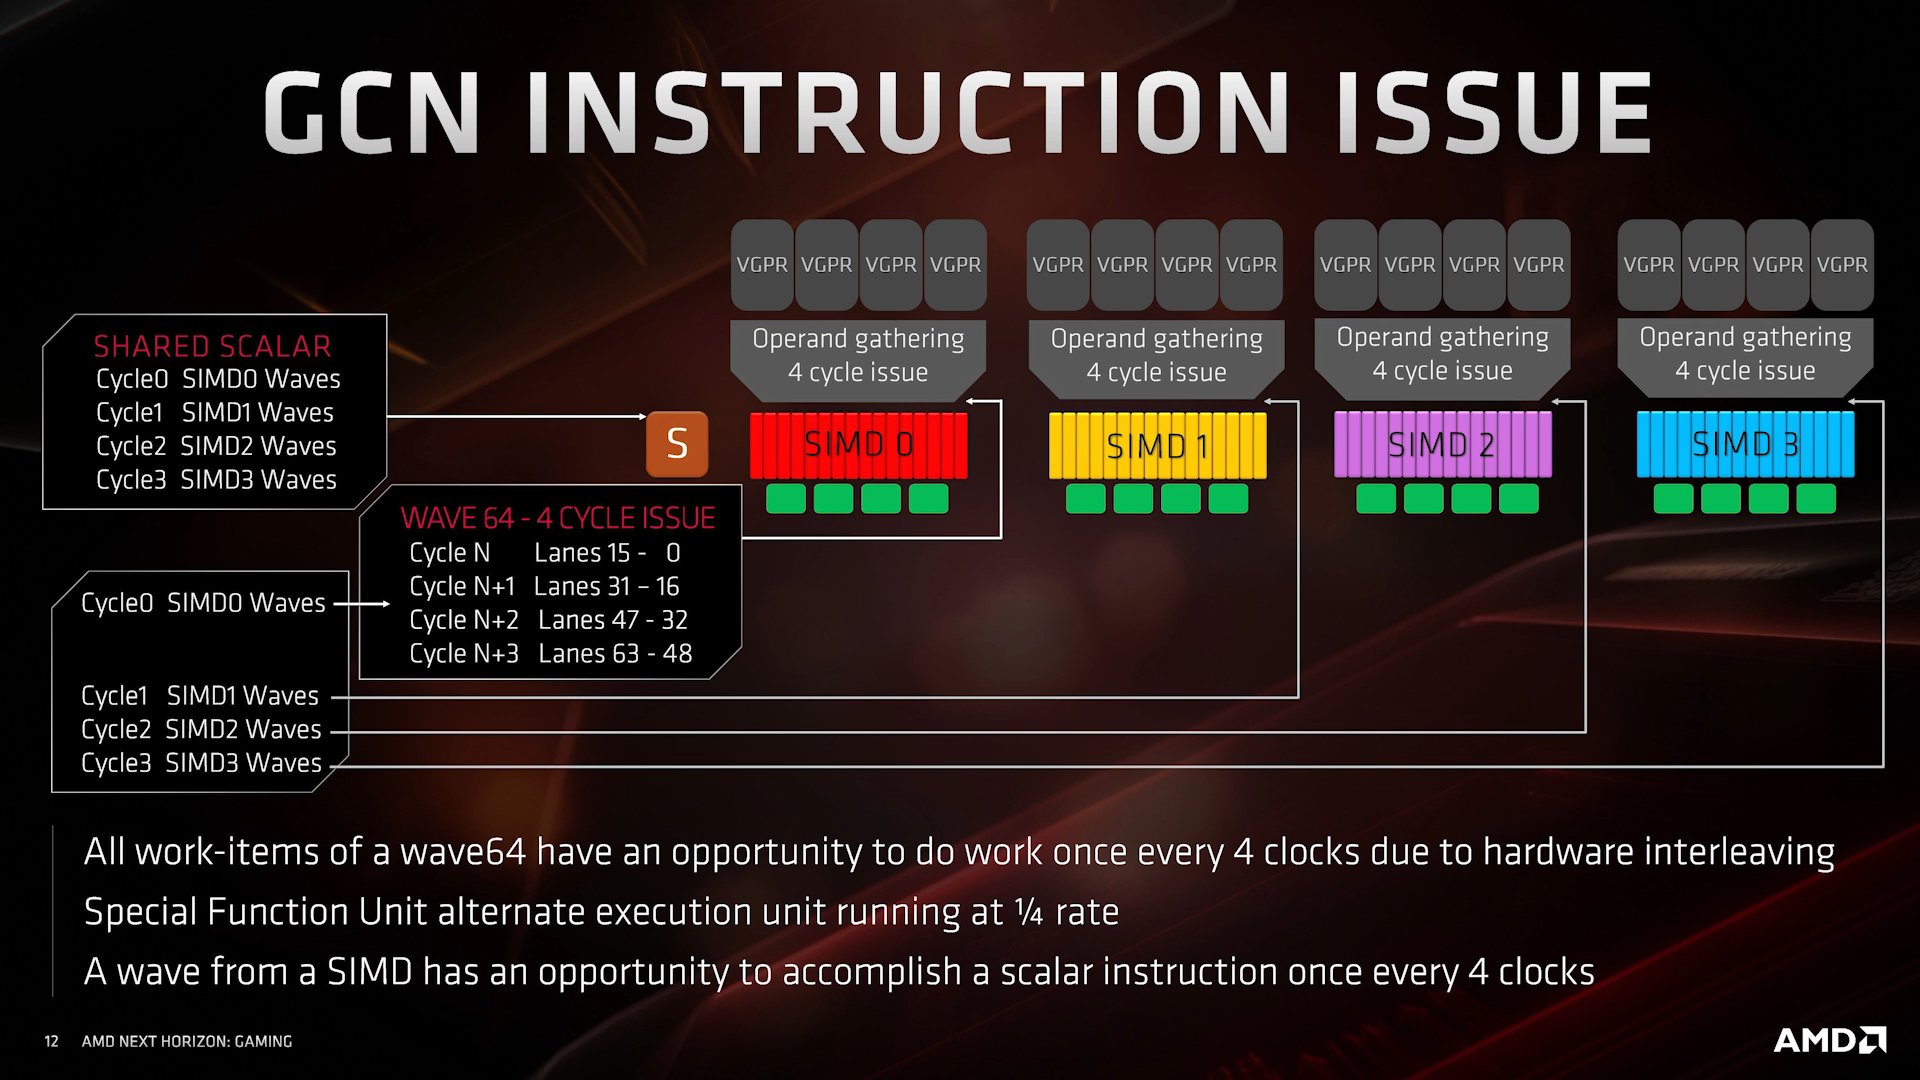 GCN INSTRUCTION ISSUE
VGPR VGPR VGPR VGPR
VGPR VGPR VGPR VGPR
VGPR VGPR VGPR VGPR
VGPR VGPR VGPR VGPR
Operand gathering
4 cycle issue
Operand gathering
4 cycle issue
Operand gathering
4 cycle issue
Operand gathering
4 cycle issue
SHARED SCALAR
Cycle0 SIMD0 Waves
Cycle1 SIMD1 Waves
Cycle2 SIMD2 Waves
Cycle3 SIMD3 Waves
S
SIMD 0
SIMD 1
SIMD 2
SIMD 3
WAVE 64 - 4 CYCLE ISSUE
Cycle N Lanes 15 - 0
Cycle N+1 Lanes 31 – 16
Cycle N+2 Lanes 47 - 32
Cycle N+3 Lanes 63 - 48
Cycle0 SIMD0 Waves
Cycle1 SIMD1 Waves
Cycle2 SIMD2 Waves
Cycle3 SIMD3 Waves
All work-items of a wave64 have an opportunity to do work once every 4 clocks due to hardware interleaving
Special Function Unit alternate execution unit running at ¼ rate
A wave from a SIMD has an opportunity to accomplish a scalar instruction once every 4 clocks
12 AMD NEXT HORIZON: GAMING
AMD